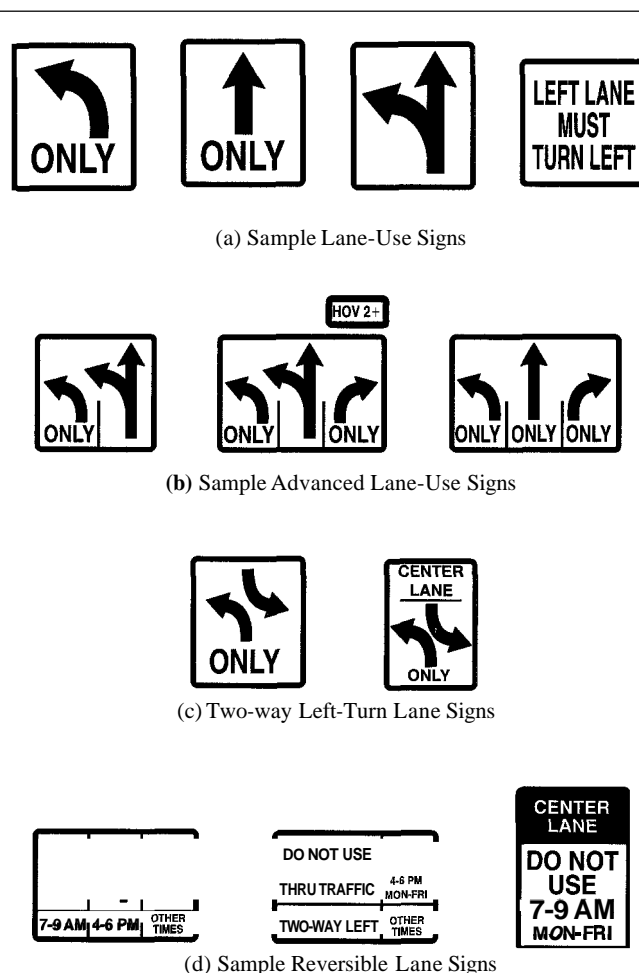 ONLY
ONLY
LEFT LANE
MUST
TURN LEFT
(a) Sample Lane-Use Signs
HOV 2+
ONLY
ONLY
ONLY
ONLY
ONLY
ONLY
(b) Sample Advanced Lane-Use Signs
ONLY
CENTER
LANE
ONLY
(c) Two-way Left-Turn Lane Signs
7-9 AM
4-6 PM
OTHER
TIMES
DO NOT USE
THRU TRAFFIC
4-6 PM
MON-FRI
TWO-WAY LEFT
OTHER
TIMES
CENTER
LANE
DO NOT
USE
7-9 AM
MON-FRI
(d) Sample Reversible Lane Signs